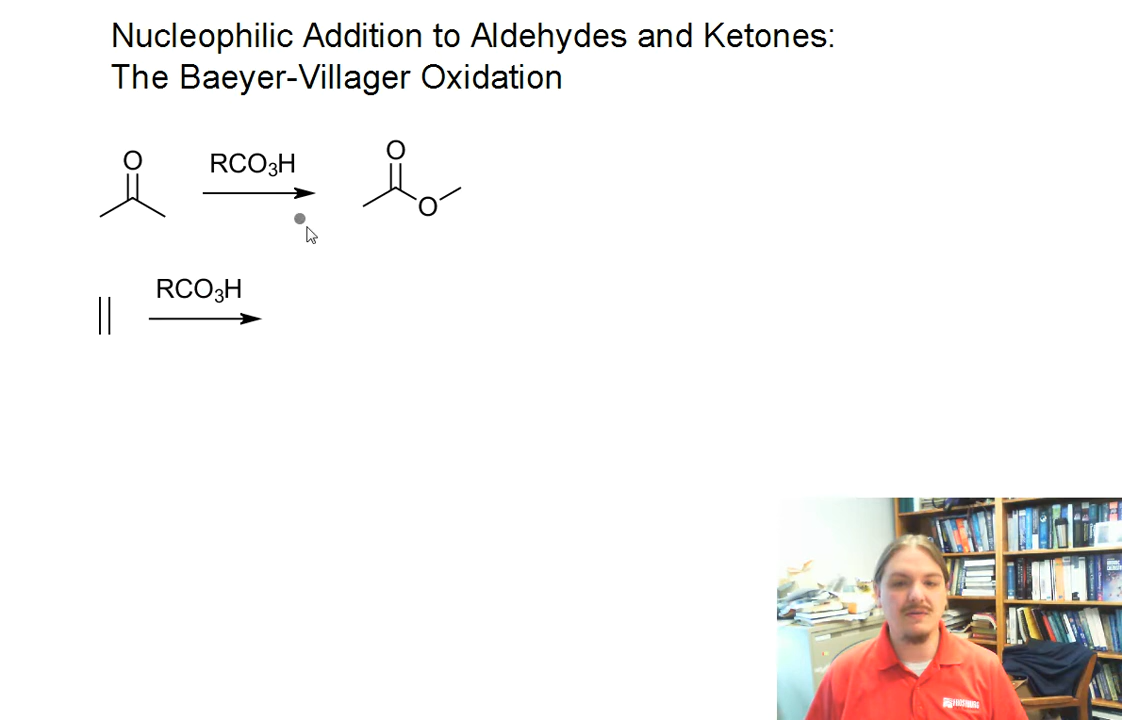 Nucleophilic Addition to Aldehydes and Ketones:
The Baeyer-Villager Oxidation
O
RCO₃H
O
O
RCO₃H